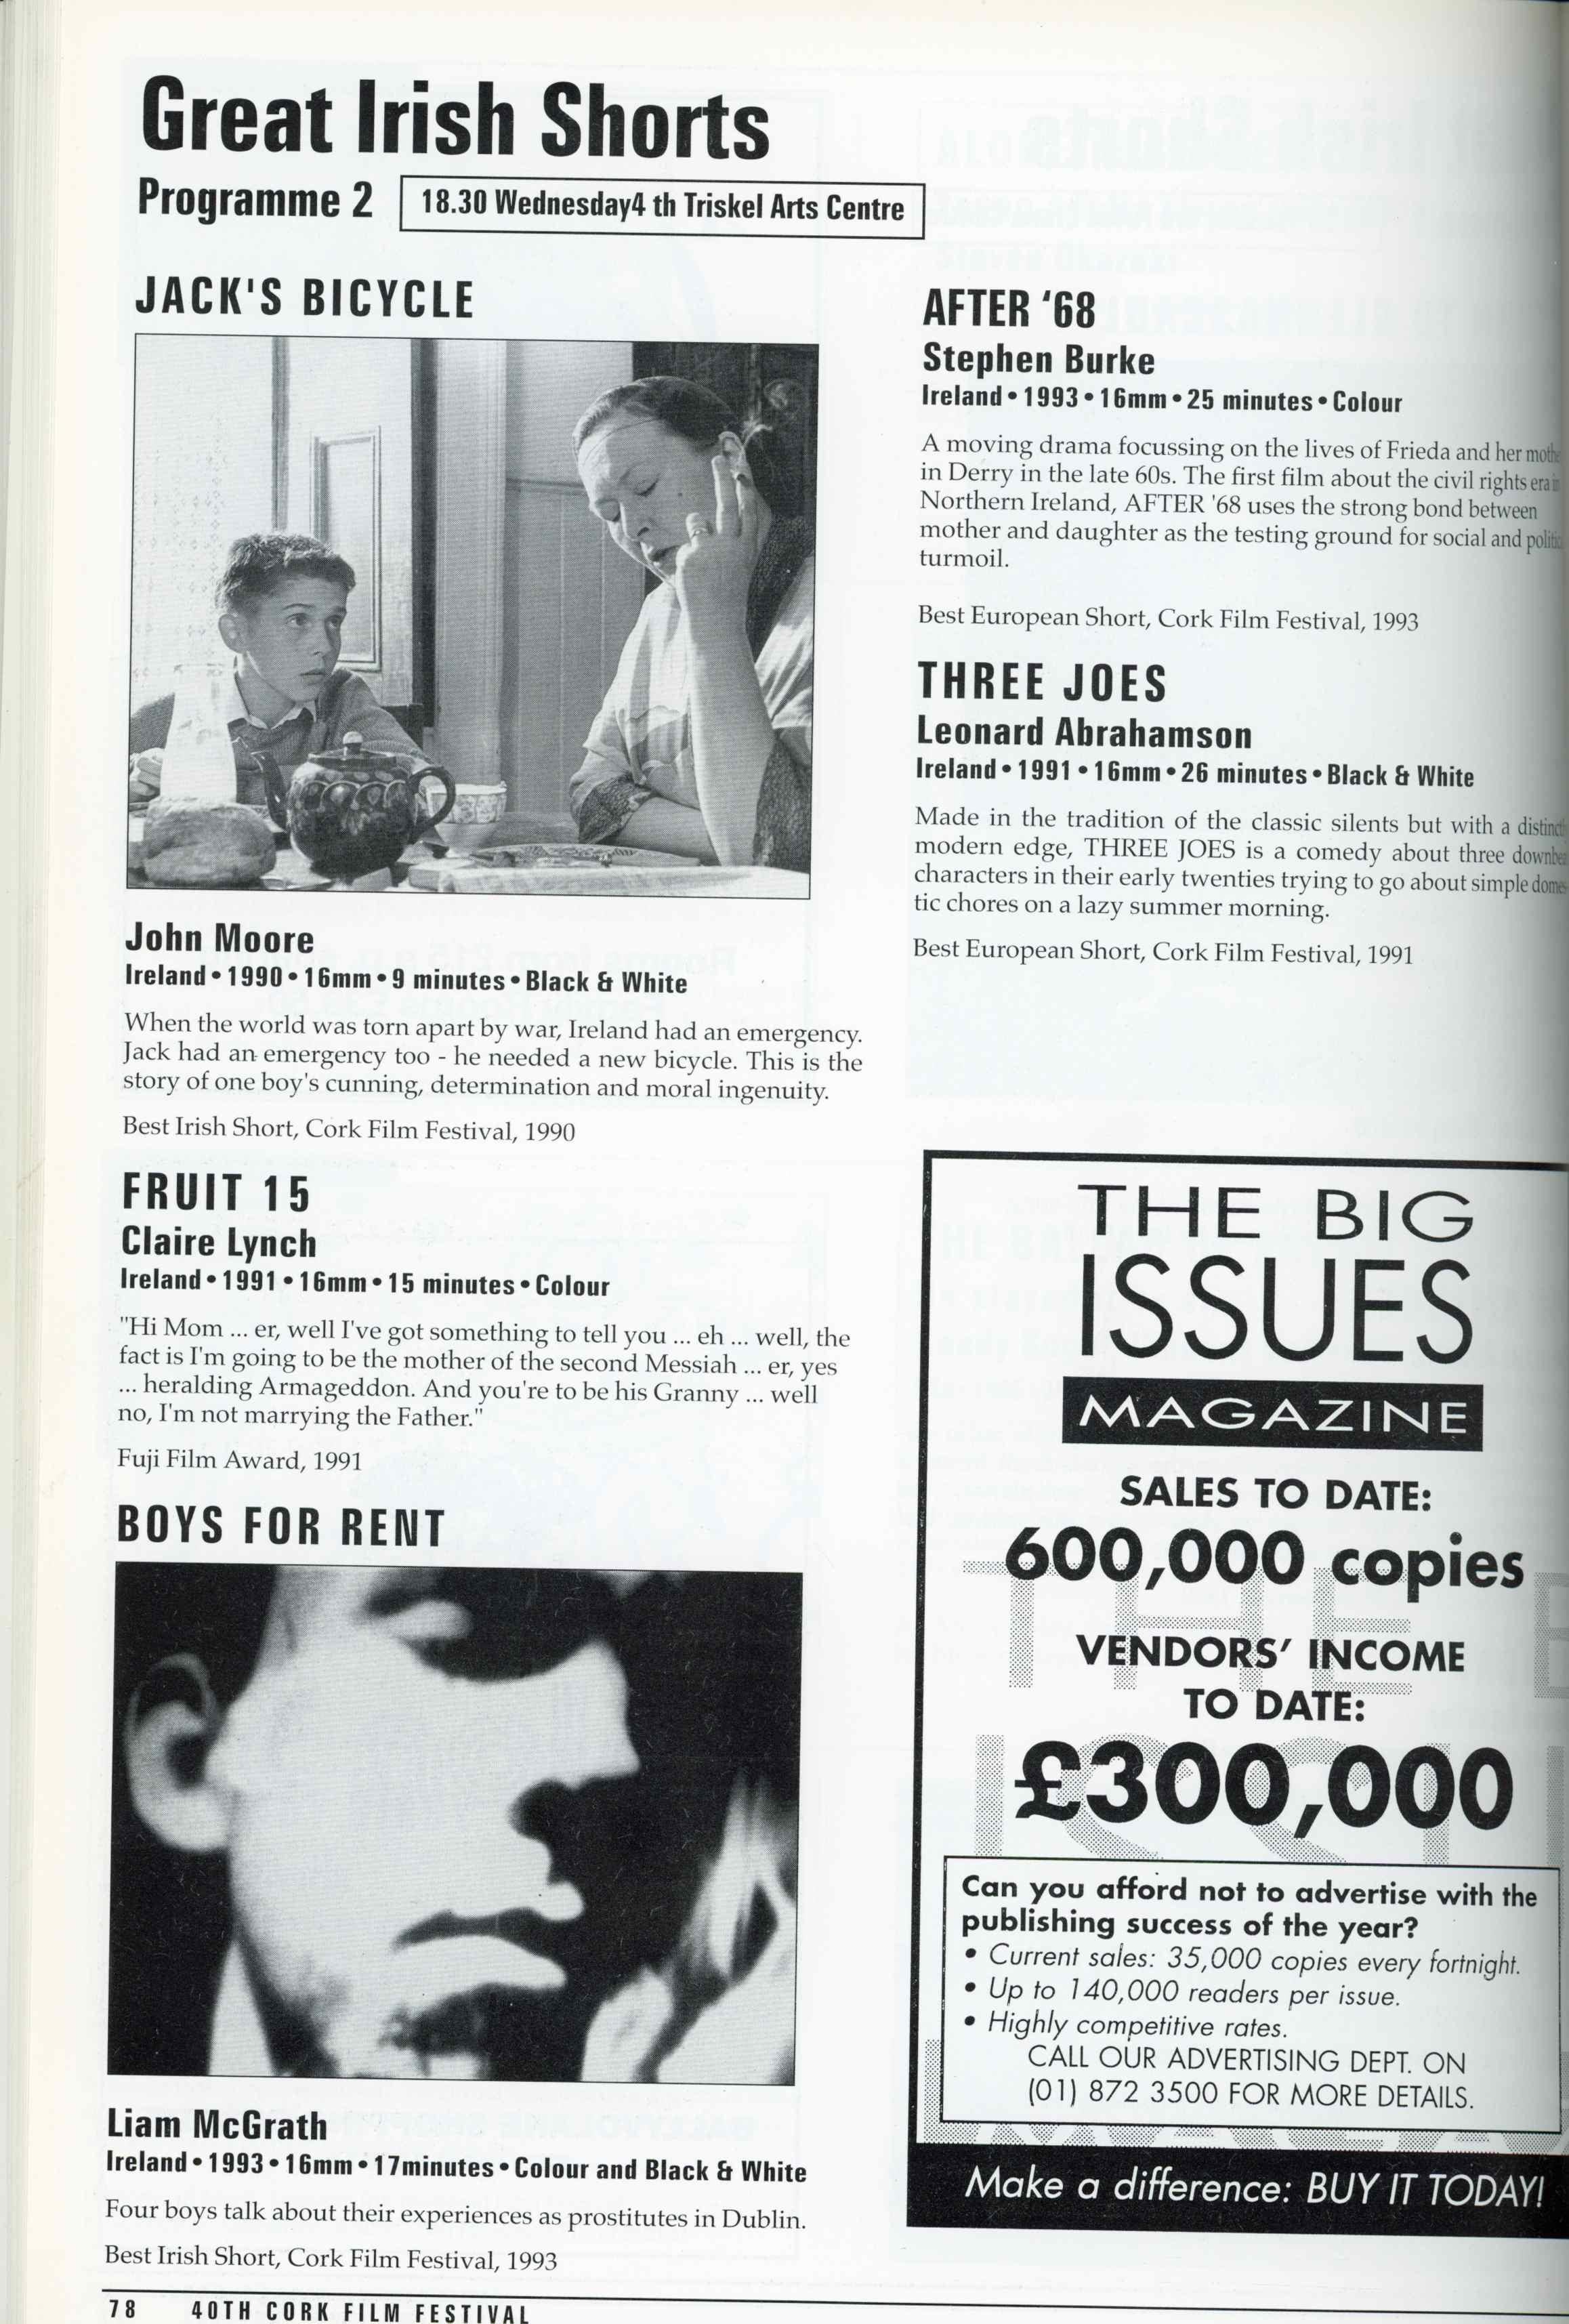 Great Irish Shorts
Programme 2
18.30 Wednesday4 th Triskel Arts Centre
JACK'S BICYCLE
John Moore
Ireland • 1990 • 16mm • 9 minutes • Black & White
When the world was torn apart by war, Ireland had an emergency.
Jack had an emergency too - he needed a new bicycle. This is the
story of one boy's cunning, determination and moral ingenuity.
Best Irish Short, Cork Film Festival, 1990
FRUIT 15
Claire Lynch
Ireland • 1991 • 16mm • 15 minutes • Colour
"Hi Mom ... er, well I've got something to tell you ... eh ... well, the
fact is I'm going to be the mother of the second Messiah ... er, yes
... heralding Armageddon. And you're to be his Granny ... well
no, I'm not marrying the Father."
Fuji Film Award, 1991
BOYS FOR RENT
Liam McGrath
Ireland • 1993 • 16mm • 17minutes • Colour and Black & White
Four boys talk about their experiences as prostitutes in Dublin.
Best Irish Short, Cork Film Festival, 1993
AFTER '68
Stephen Burke
Ireland • 1993 • 16mm • 25 minutes • Colour
A moving drama focussing on the lives of Frieda and her
in Derry in the late 60s. The first film about the civil rights era
Northern Ireland, AFTER '68 uses the strong bond between
mother and daughter as the testing ground for social and
turmoil.
Best European Short, Cork Film Festival, 1993
THREE JOES
Leonard Abrahamson
Ireland • 1991 • 16mm • 26 minutes • Black & White
Made in the tradition of the classic silents but with a
modern edge, THREE JOES is a comedy about three
characters in their early twenties trying to go about simple domes-
tic chores on a lazy summer morning.
Best European Short, Cork Film Festival, 1991
THE BIG
ISSUES
MAGAZINE
SALES TO DATE:
600,000 copies
VENDORS' INCOME
TO DATE:
£300,000
Can you afford not to advertise with the
publishing success of the year?
• Current sales: 35,000 copies every fortnight.
• Up to 140,000 readers per issue.
• Highly competitive rates.
CALL OUR ADVERTISING DEPT. ON
(01) 872 3500 FOR MORE DETAILS.
Make a difference: BUY IT TODAY!
78 40TH CORK FILM FESTIVAL